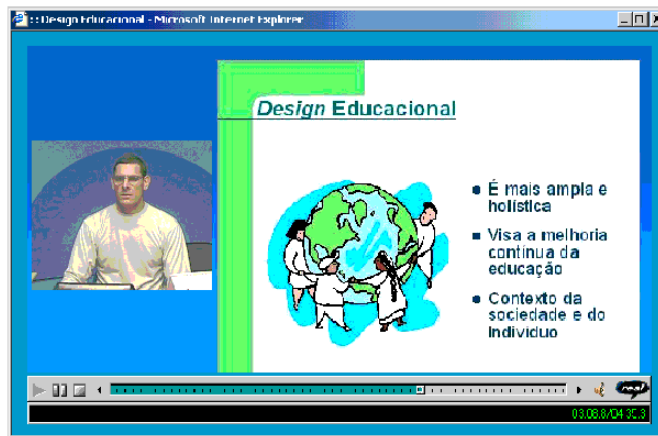 :: Design Educacional - Microsoft Internet Explorer
Design Educacional
É mais ampla e
holística
Visa a melhoria
contínua da
educação
Contexto da
sociedade e do
Indivíduo
real
03:08.8/04:35.3